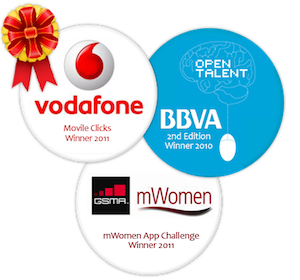 vodafone
Movile Clicks
Winner 2011
OPEN
TALENT
BBVA
2nd Edition
Winner 2010
GSMA
mWomen
mWomen App Challenge
Winner 2011